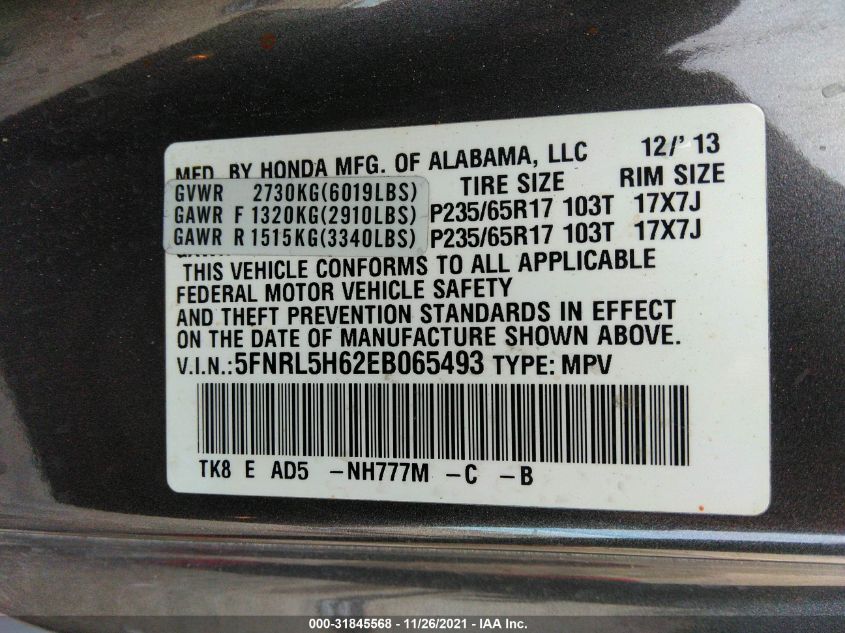 MFD. BY HONDA MFG. OF ALABAMA, LLC 12/'13
TIRE SIZE RIM SIZE
GVWR 2730KG(6019LBS)
GAWR F 1320KG(2910LBS) P235/65R17 103T 17X7J
GAWR R 1515KG(3340LBS) P235/65R17 103T 17X7J
THIS VEHICLE CONFORMS TO ALL APPLICABLE
FEDERAL MOTOR VEHICLE SAFETY
AND THEFT PREVENTION STANDARDS IN EFFECT
ON THE DATE OF MANUFACTURE SHOWN ABOVE.
V.I.N.:5FNRL5H62EB065493 TYPE: MPV
TK8 E AD5 -NH777M -C -B
000-31845568 - 11/26/2021 - IAA Inc.